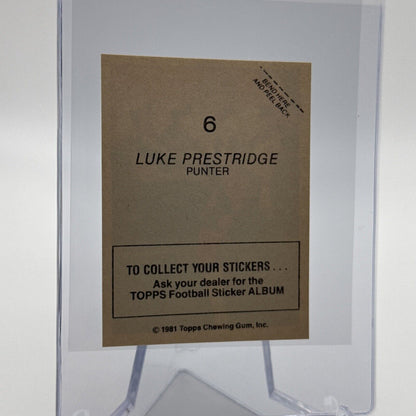 BEND HERE
AND PEEL BACK
6
LUKE PRESTRIDGE
PUNTER
TO COLLECT YOUR STICKERS...
Ask your dealer for the
TOPPS Football Sticker ALBUM
© 1981 Topps Chewing Gum, Inc.